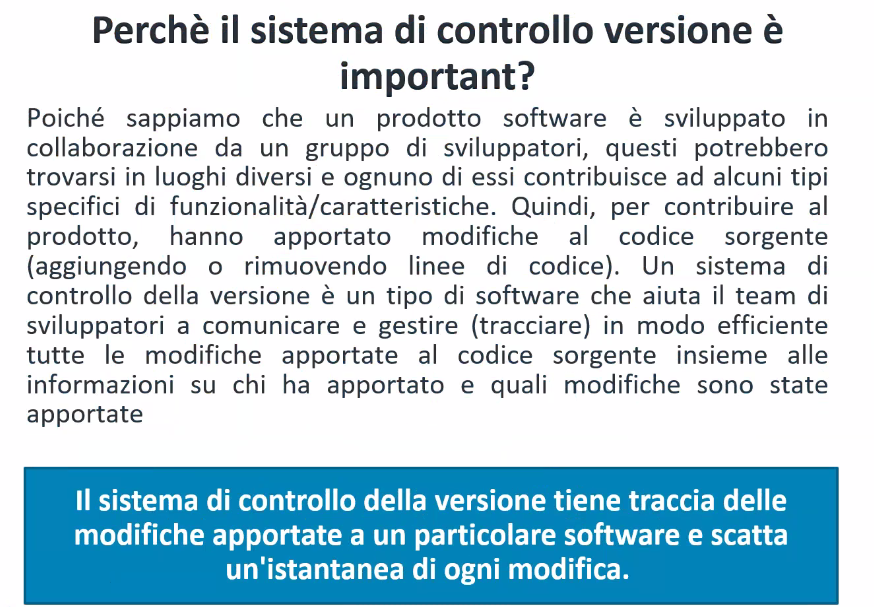 Perchè il sistema di controllo versione è
important?
Poiché sappiamo che un prodotto software è sviluppato in
collaborazione da un gruppo di sviluppatori, questi potrebbero
trovarsi in luoghi diversi e ognuno di essi contribuisce ad alcuni tipi
specifici di funzionalità/caratteristiche. Quindi, per contribuire al
prodotto, hanno apportato modifiche al codice sorgente
(aggiungendo o rimuovendo linee di codice). Un sistema di
controllo della versione è un tipo di software che aiuta il team di
sviluppatori a comunicare e gestire (tracciare) in modo efficiente
tutte le modifiche apportate al codice sorgente insieme alle
informazioni su chi ha apportato e quali modifiche sono state
apportate
Il sistema di controllo della versione tiene traccia delle
modifiche apportate a un particolare software e scatta
un'istantanea di ogni modifica.